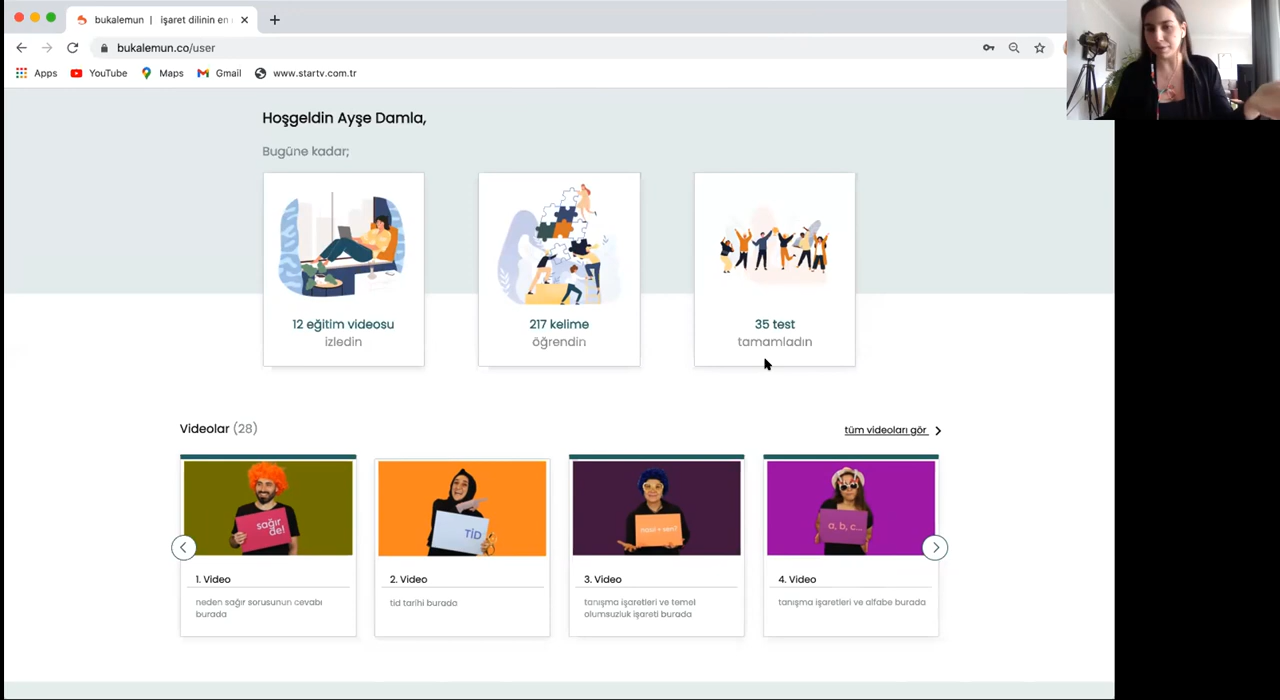 bukalemun | işaret dilinin en
bukalemun.co/user
Apps YouTube Maps Gmail www.startv.com.tr
Hoşgeldin Ayşe Damla,
Bugüne kadar;
12 eğitim videosu
izledin
217 kelime
öğrendin
35 test
tamamladın
Videolar (28)
tüm videoları gör
sağır
de!
TİD
nasıl + sen?
a, b, c...
1. Video
neden sağır sorusunun cevabı
burada
2. Video
tid tarihi burada
3. Video
tanışma işaretleri ve temel
olumsuzluk işareti burada
4. Video
tanışma işaretleri ve alfabe burada